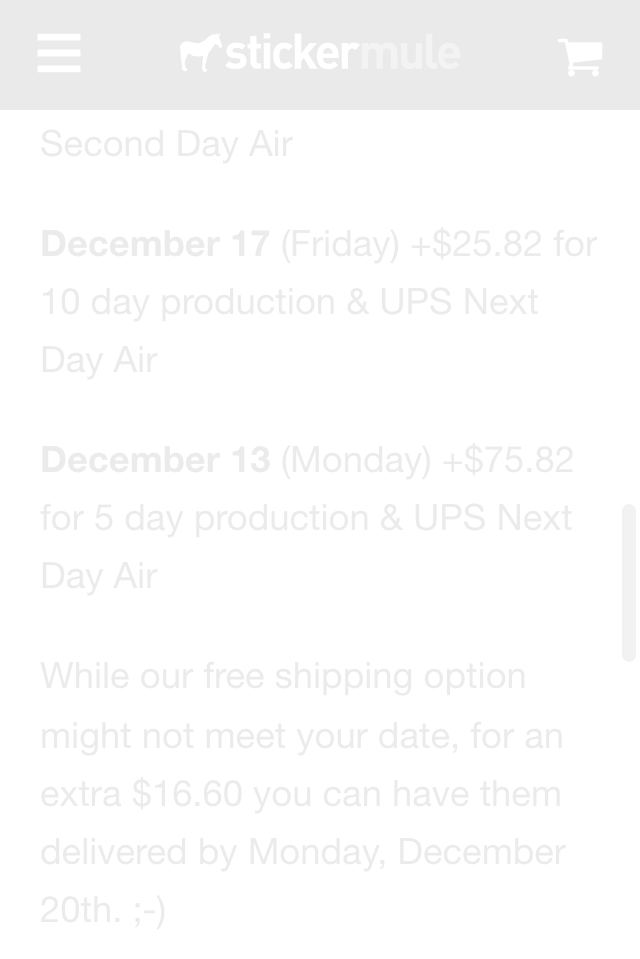 stickermule
Second Day Air
December 17 (Friday) +$25.82 for
10 day production & UPS Next
Day Air
December 13 (Monday) +$75.82
for 5 day production & UPS Next
Day Air
While our free shipping option
might not meet your date, for an
extra $16.60 you can have them
delivered by Monday, December
20th. ;-)